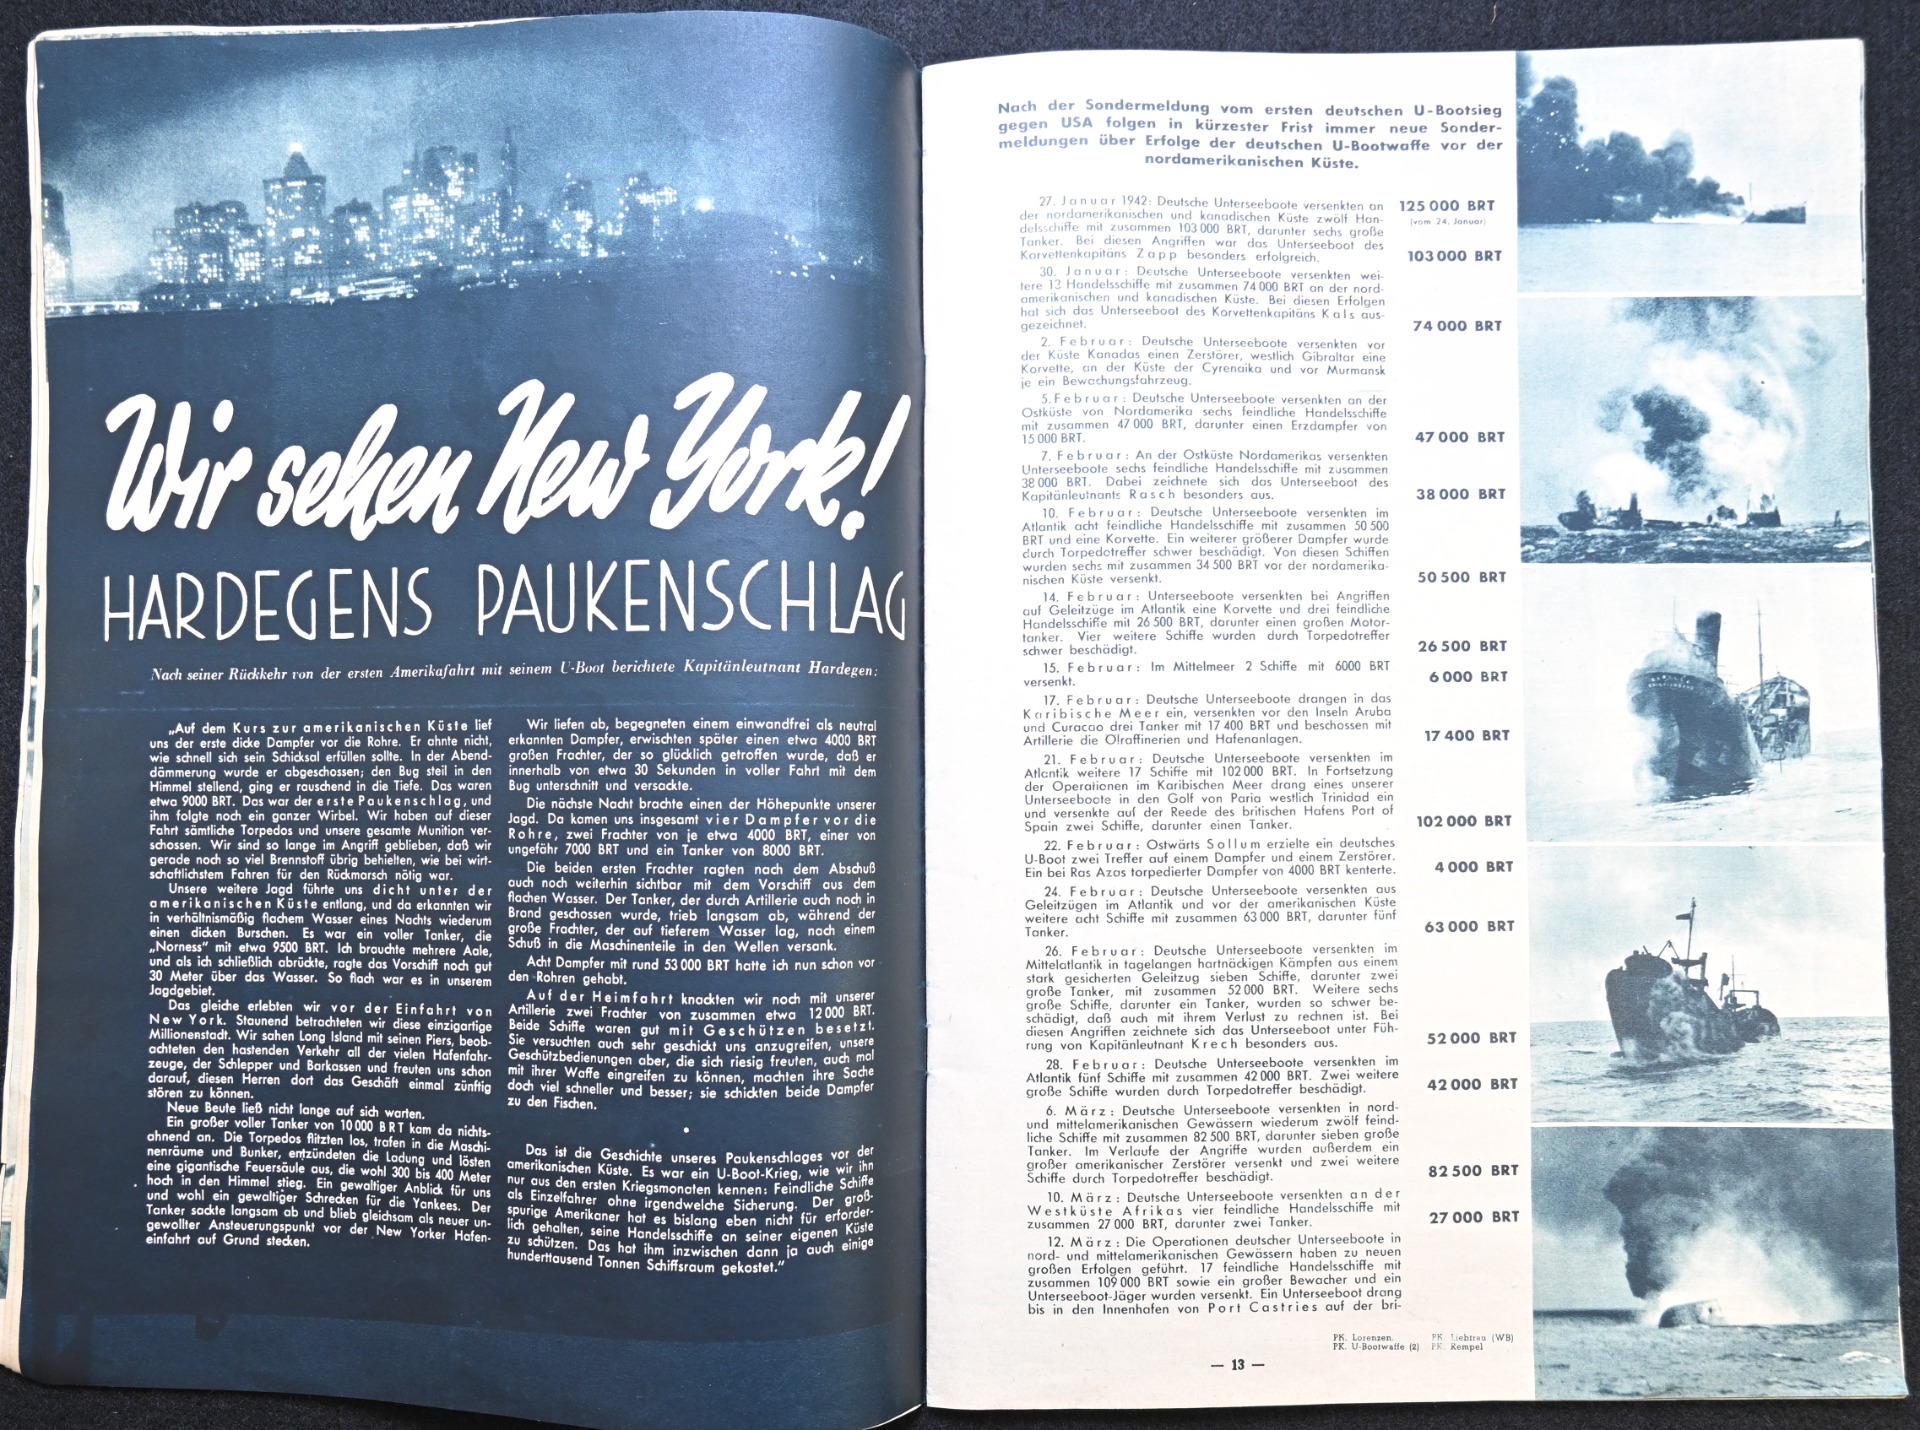 Wir sehen New York!
HARDEGENS PAUKENSCHLAG
Nach seiner Rückkehr von der ersten Amerikafahrt mit seinem U-Boot berichtete Kapitänleutnant Hardegen:
„Auf dem Kurs zur amerikanischen Küste lief
uns der erste dicke Dampfer vor die Rohre. Er ahnte nicht,
wie schnell sich sein Schicksal erfüllen sollte. In der Abend-
dämmerung wurde er abgeschossen; den Bug steil in den
Himmel stellend, ging er rauschend in die Tiefe. Das waren
etwa 9000 BRT. Das war der erste Paukenschlag, und
ihm folgte noch ein ganzer Wirbel. Wir haben auf dieser
Fahrt sämtliche Torpedos und unsere gesamte Munition ver-
schossen. Wir sind so lange im Angriff geblieben, daß wir
gerade noch so viel Brennstoff übrig behielten, wie bei wirt-
schaftlichstem Fahren für den Rückmarsch nötig war.
Unsere weitere Jagd führte uns dicht unter der
amerikanischen Küste entlang, und da erkannten wir
in verhältnismäßig flachem Wasser eines Nachts wiederum
einen dicken Burschen. Es war ein voller Tanker, die
„Norness" mit etwa 9500 BRT. Ich brauchte mehrere Aale,
und als ich schließlich abrückte, ragte das Vorschiff noch gut
30 Meter über das Wasser. So flach war es in unserem
Jagdgebiet.
Das gleiche erlebten wir vor der Einfahrt von
New York. Staunend betrachteten wir diese einzigartige
Millionenstadt. Wir sahen Long Island mit seinen Piers, beob-
achteten den hastenden Verkehr all der vielen Hafenfahr-
zeuge, der Schlepper und Barkassen und freuten uns schon
darauf, diesen Herren dort das Geschäft einmal zünftig
stören zu können.
Neue Beute ließ nicht lange auf sich warten.
Ein großer voller Tanker von 10 000 BRT kam da nichts-
ahnend an. Die Torpedos flitzten los, trafen in die Maschi-
nenräume und Bunker, entzündeten die Ladung und lösten
eine gigantische Feuersäule aus, die wohl 300 bis 400 Meter
hoch in den Himmel stieg. Ein gewaltiger Anblick für uns
und wohl ein gewaltiger Schrecken für die Yankees. Der
Tanker sackte langsam ab und blieb gleichsam als neuer un-
gewollter Ansteuerungspunkt vor der New Yorker Hafen-
einfahrt auf Grund stecken.
Wir liefen ab, begegneten einem einwandfrei als neutral
erkannten Dampfer, erwischten später einen etwa 4000 BRT
großen Frachter, der so glücklich getroffen wurde, daß er
innerhalb von etwa 30 Sekunden in voller Fahrt mit dem
Bug unterschnitt und versackte.
Die nächste Nacht brachte einen der Höhepunkte unserer
Jagd. Da kamen uns insgesamt vier Dampfer vor die
Rohre, zwei Frachter von je etwa 4000 BRT, einer von
ungefähr 7000 BRT und ein Tanker von 8000 BRT.
Die beiden ersten Frachter ragten nach dem Abschuß
auch noch weiterhin sichtbar mit dem Vorschiff aus dem
flachen Wasser. Der Tanker, der durch Artillerie auch noch in
Brand geschossen wurde, trieb langsam ab, während der
große Frachter, der auf tieferem Wasser lag, nach einem
Schuß in die Maschinenteile in den Wellen versank.
Acht Dampfer mit rund 53 000 BRT hatte ich nun schon vor
den Rohren gehabt.
Auf der Heimfahrt knackten wir noch mit unserer
Artillerie zwei Frachter von zusammen etwa 12 000 BRT.
Beide Schiffe waren gut mit Geschützen besetzt.
Sie versuchten auch sehr geschickt uns anzugreifen, unsere
Geschützbedienungen aber, die sich riesig freuten, auch mal
mit ihrer Waffe eingreifen zu können, machten ihre Sache
doch viel schneller und besser; sie schickten beide Dampfer
zu den Fischen.
Das ist die Geschichte unseres Paukenschlages vor der
amerikanischen Küste. Es war ein U-Boot-Krieg, wie wir ihn
nur aus den ersten Kriegsmonaten kennen: Feindliche Schiffe
als Einzelfahrer ohne irgendwelche Sicherung. Der groß-
spurige Amerikaner hat es bislang eben nicht für erforder-
lich gehalten, seine Handelsschiffe an seiner eigenen Küste
zu schützen. Das hat ihm inzwischen dann ja auch einige
hunderttausend Tonnen Schiffsraum gekostet."
Nach der Sondermeldung vom ersten deutschen U-Bootsieg
gegen USA folgen in kürzester Frist immer neue Sonder-
meldungen über Erfolge der deutschen U-Bootwaffe vor der
nordamerikanischen Küste.
27. Januar 1942: Deutsche Unterseeboote versenkten an 125 000 BRT
der nordamerikanischen und kanadischen Küste zwölf Han- (vom 24. Januar)
delsschiffe mit zusammen 103 000 BRT, darunter sechs große
Tanker. Bei diesen Angriffen war das Unterseeboot des
Korvettenkapitäns Zapp besonders erfolgreich. 103 000 BRT
30. Januar: Deutsche Unterseeboote versenkten wei-
tere 13 Handelsschiffe mit zusammen 74 000 BRT an der nord-
amerikanischen und kanadischen Küste. Bei diesen Erfolgen
hat sich das Unterseeboot des Korvettenkapitäns Kals aus-
gezeichnet. 74 000 BRT
2. Februar: Deutsche Unterseeboote versenkten vor
der Küste Kanadas einen Zerstörer, westlich Gibraltar eine
Korvette, an der Küste der Cyrenaika und vor Murmansk
je ein Bewachungsfahrzeug.
5. Februar: Deutsche Unterseeboote versenkten an der
Ostküste von Nordamerika sechs feindliche Handelsschiffe
mit zusammen 47 000 BRT, darunter einen Erzdampfer von
15 000 BRT. 47 000 BRT
7. Februar: An der Ostküste Nordamerikas versenkten
Unterseeboote sechs feindliche Handelsschiffe mit zusammen
38 000 BRT. Dabei zeichnete sich das Unterseeboot des
Kapitänleutnants Rasch besonders aus. 38 000 BRT
10. Februar: Deutsche Unterseeboote versenkten im
Atlantik acht feindliche Handelsschiffe mit zusammen 50 500
BRT und eine Korvette. Ein weiterer größerer Dampfer wurde
durch Torpedotreffer schwer beschädigt. Von diesen Schiffen
wurden sechs mit zusammen 34 500 BRT vor der nordamerika-
nischen Küste versenkt. 50 500 BRT
14. Februar: Unterseeboote versenkten bei Angriffen
auf Geleitzüge im Atlantik eine Korvette und drei feindliche
Handelsschiffe mit 26 500 BRT, darunter einen großen Motor-
tanker. Vier weitere Schiffe wurden durch Torpedotreffer
schwer beschädigt. 26 500 BRT
15. Februar: Im Mittelmeer 2 Schiffe mit 6000 BRT
versenkt. 6 000 BRT
17. Februar: Deutsche Unterseeboote drangen in das
Karibische Meer ein, versenkten vor den Inseln Aruba
und Curacao drei Tanker mit 17 400 BRT und beschossen mit
Artillerie die Ölraffinerien und Hafenanlagen. 17 400 BRT
21. Februar: Deutsche Unterseeboote versenkten im
Atlantik weitere 17 Schiffe mit 102 000 BRT. In Fortsetzung
der Operationen im Karibischen Meer drang eines unserer
Unterseeboote in den Golf von Paria westlich Trinidad ein
und versenkte auf der Reede des britischen Hafens Port of
Spain zwei Schiffe, darunter einen Tanker. 102 000 BRT
22. Februar: Ostwärts Sollum erzielte ein deutsches
U-Boot zwei Treffer auf einem Dampfer und einem Zerstörer.
Ein bei Ras Azas torpedierter Dampfer von 4000 BRT kenterte. 4 000 BRT
24. Februar: Deutsche Unterseeboote versenkten aus
Geleitzügen im Atlantik und vor der amerikanischen Küste
weitere acht Schiffe mit zusammen 63 000 BRT, darunter fünf
Tanker. 63 000 BRT
26. Februar: Deutsche Unterseeboote versenkten im
Mittelatlantik in tagelangen hartnäckigen Kämpfen aus einem
stark gesicherten Geleitzug sieben Schiffe, darunter zwei
große Tanker, mit zusammen 52 000 BRT. Weitere sechs
große Schiffe, darunter ein Tanker, wurden so schwer be-
schädigt, daß auch mit ihrem Verlust zu rechnen ist. Bei
diesen Angriffen zeichnete sich das Unterseeboot unter Füh-
rung von Kapitänleutnant Krech besonders aus. 52 000 BRT
28. Februar: Deutsche Unterseeboote versenkten im
Atlantik fünf Schiffe mit zusammen 42 000 BRT. Zwei weitere
große Schiffe wurden durch Torpedotreffer beschädigt. 42 000 BRT
6. März: Deutsche Unterseeboote versenkten in nord-
und mittelamerikanischen Gewässern wiederum zwölf feind-
liche Schiffe mit zusammen 82 500 BRT, darunter sieben große
Tanker. Im Verlaufe der Angriffe wurden außerdem ein
großer amerikanischer Zerstörer versenkt und zwei weitere
Schiffe durch Torpedotreffer beschädigt. 82 500 BRT
10. März: Deutsche Unterseeboote versenkten an der
Westküste Afrikas vier feindliche Handelsschiffe mit
zusammen 27 000 BRT, darunter zwei Tanker. 27 000 BRT
12. März: Die Operationen deutscher Unterseeboote in
nord- und mittelamerikanischen Gewässern haben zu neuen
großen Erfolgen geführt. 17 feindliche Handelsschiffe mit
zusammen 109 000 BRT sowie ein großer Bewacher und ein
Unterseeboot-Jäger wurden versenkt. Ein Unterseeboot drang
bis in den Innenhafen von Port Castries auf der bri-
PK. Lorenzen. PK. Liebtrau (WB)
PK. U-Bootwaffe (2) PK. Rempel
— 13 —